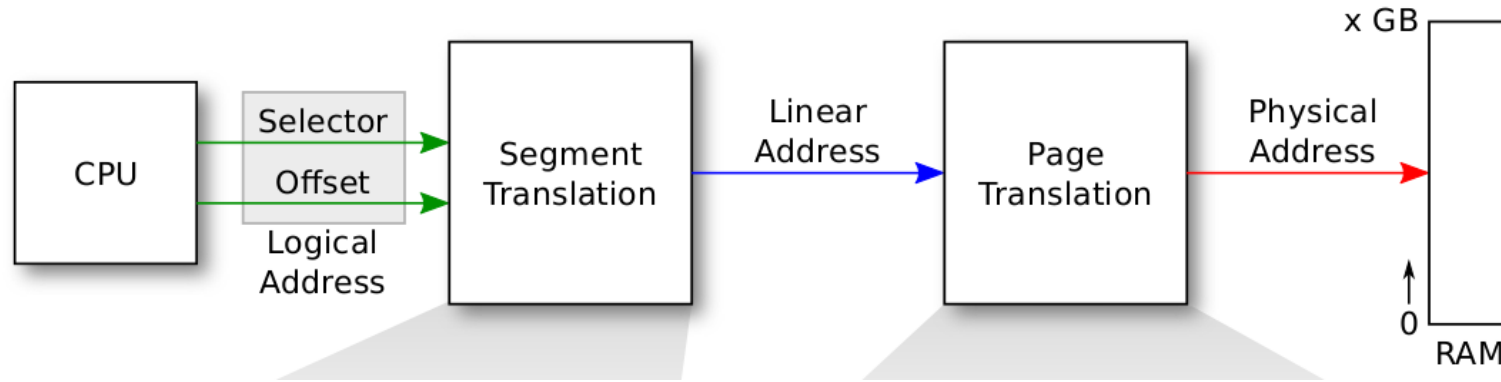 CPU
Selector
Offset
Logical
Address
Segment
Translation
Linear
Address
Page
Translation
Physical
Address
x GB
0
RAM